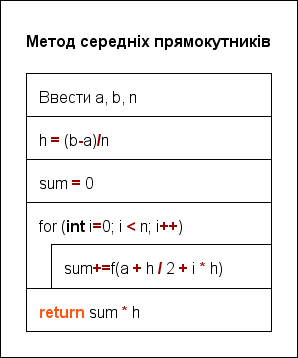 Метод середніх прямокутників
Ввести a, b, n
h = (b-a)/n
sum = 0
for (int i=0; i < n; i++)
sum+=f(a + h / 2 + i * h)
return sum * h